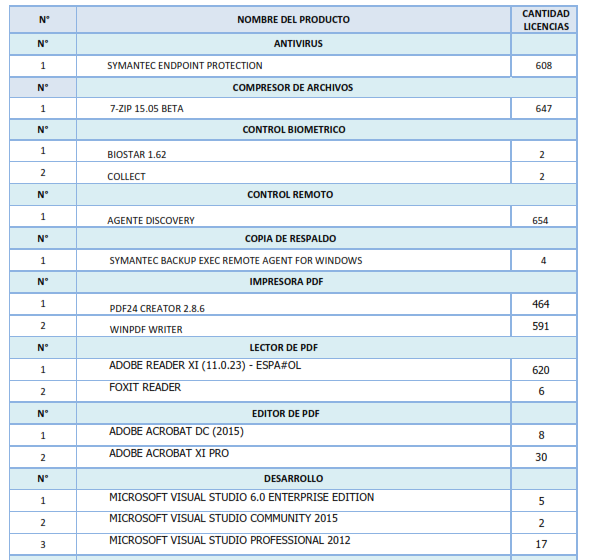 N° NOMBRE DEL PRODUCTO CANTIDAD LICENCIAS
N° ANTIVIRUS
1 SYMANTEC ENDPOINT PROTECTION 608
N° COMPRESOR DE ARCHIVOS
1 7-ZIP 15.05 BETA 647
N° CONTROL BIOMETRICO
1 BIOSTAR 1.62 2
2 COLLECT 2
N° CONTROL REMOTO
1 AGENTE DISCOVERY 654
N° COPIA DE RESPALDO
1 SYMANTEC BACKUP EXEC REMOTE AGENT FOR WINDOWS 4
N° IMPRESORA PDF
1 PDF24 CREATOR 2.8.6 464
2 WINPDF WRITER 591
N° LECTOR DE PDF
1 ADOBE READER XI (11.0.23) - ESPA#OL 620
2 FOXIT READER 6
N° EDITOR DE PDF
1 ADOBE ACROBAT DC (2015) 8
2 ADOBE ACROBAT XI PRO 30
N° DESARROLLO
1 MICROSOFT VISUAL STUDIO 6.0 ENTERPRISE EDITION 5
2 MICROSOFT VISUAL STUDIO COMMUNITY 2015 2
3 MICROSOFT VISUAL STUDIO PROFESSIONAL 2012 17